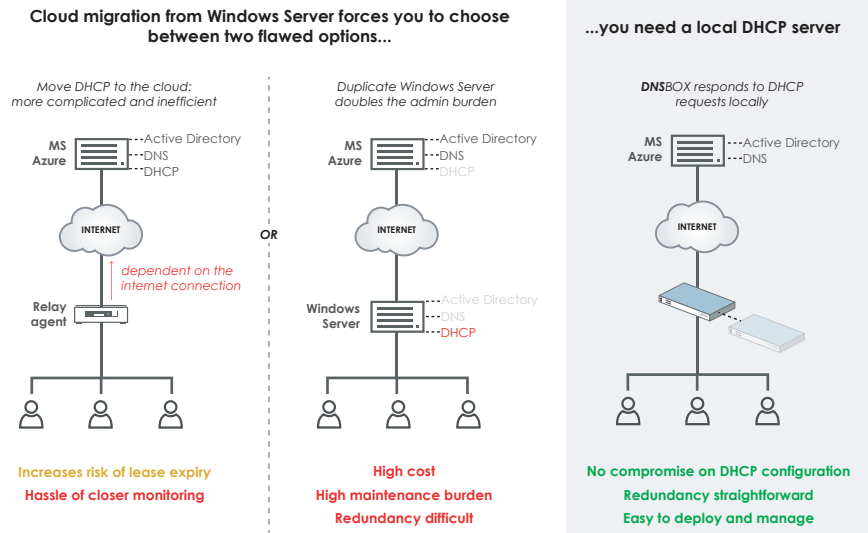 Cloud migration from Windows Server forces you to choose
between two flawed options...
Move DHCP to the cloud:
more complicated and inefficient
MS
Azure
Active Directory
DNS
DHCP
INTERNET
dependent on the
internet connection
Relay
agent
Increases risk of lease expiry
Hassle of closer monitoring
OR
Duplicate Windows Server
doubles the admin burden
MS
Azure
Active Directory
DNS
DHCP
INTERNET
Windows
Server
Active Directory
DNS
DHCP
High cost
High maintenance burden
Redundancy difficult
...you need a local DHCP server
DNSBOX responds to DHCP
requests locally
MS
Azure
Active Directory
DNS
INTERNET
No compromise on DHCP configuration
Redundancy straightforward
Easy to deploy and manage